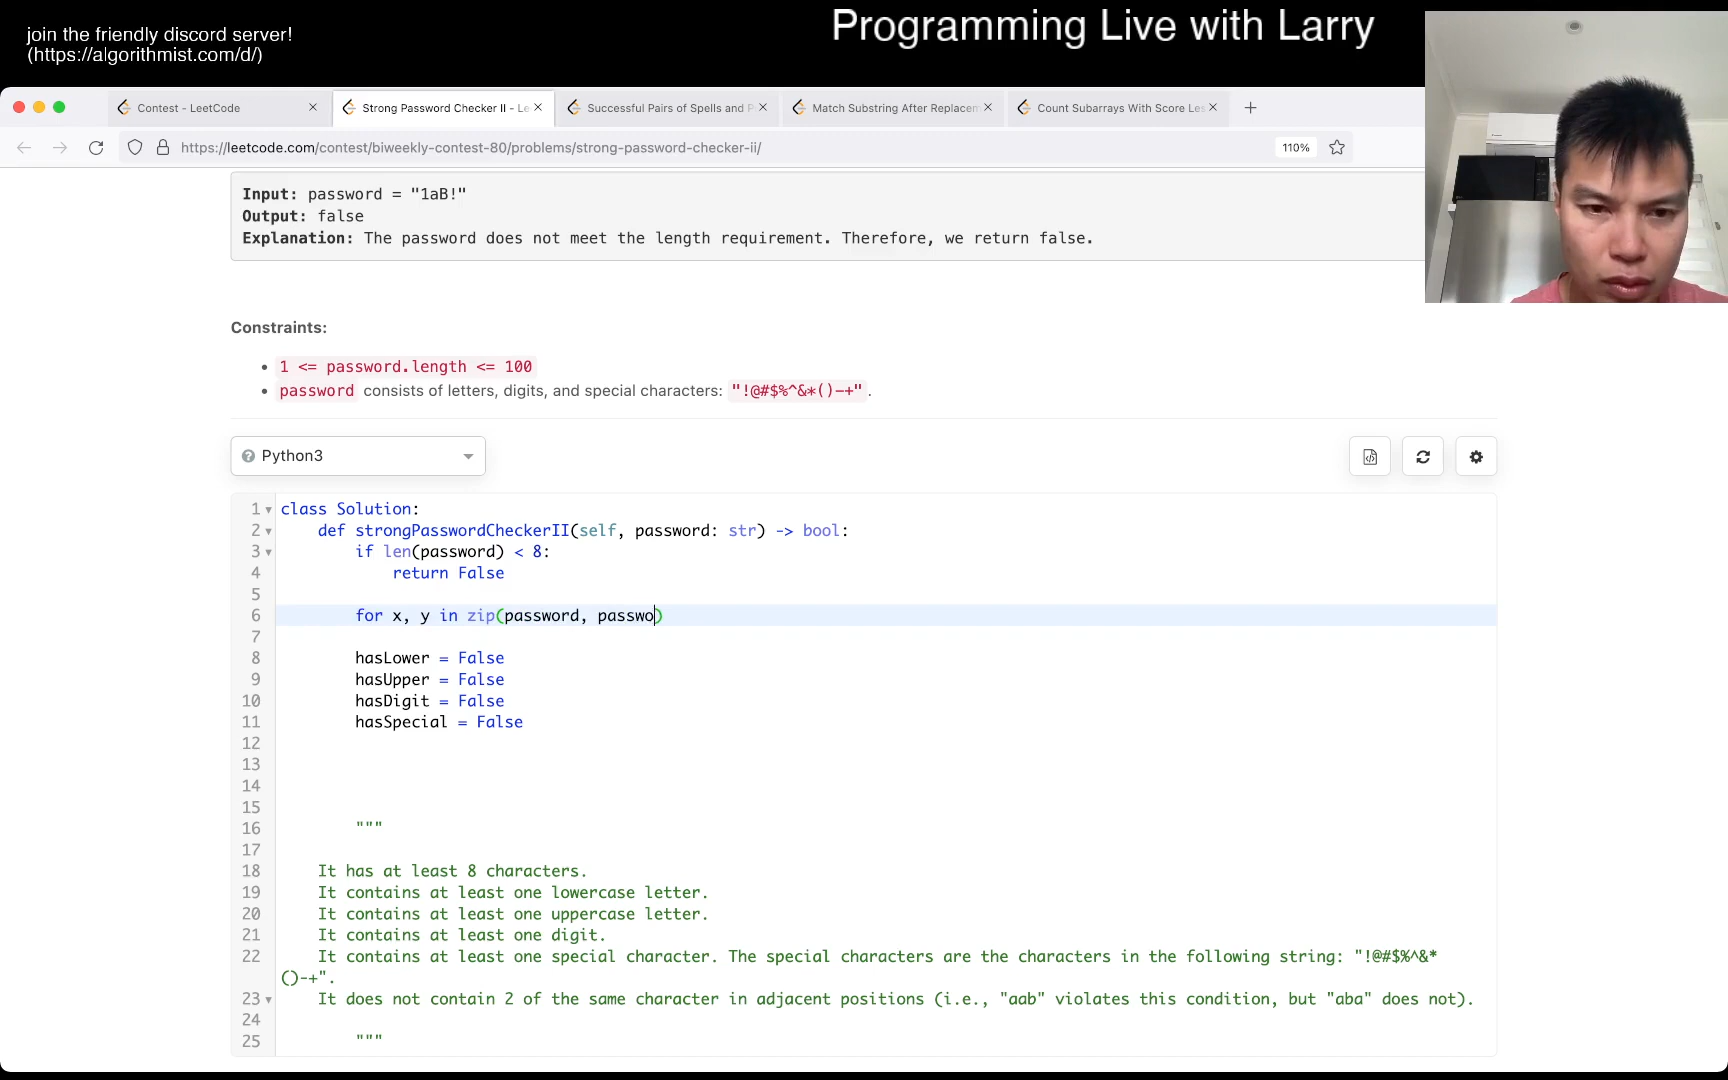 join the friendly discord server!
(https://algorithmist.com/d/)
Programming Live with Larry
Contest - LeetCode
Strong Password Checker II - Le
Successful Pairs of Spells and P
Match Substring After Replacem
Count Subarrays With Score Les
https://leetcode.com/contest/biweekly-contest-80/problems/strong-password-checker-ii/
110%
Input: password = "1aB!"
Output: false
Explanation: The password does not meet the length requirement. Therefore, we return false.
Constraints:
1 <= password.length <= 100
password consists of letters, digits, and special characters: "!@#$%^&*()-+".
Python3
1 class Solution:
2 def strongPasswordCheckerII(self, password: str) -> bool:
3 if len(password) < 8:
4 return False
5
6 for x, y in zip(password, passwo)
7
8 hasLower = False
9 hasUpper = False
10 hasDigit = False
11 hasSpecial = False
12
13
14
15
16 """
17
18 It has at least 8 characters.
19 It contains at least one lowercase letter.
20 It contains at least one uppercase letter.
21 It contains at least one digit.
22 It contains at least one special character. The special characters are the characters in the following string: "!@#$%^&*
()-+".
23 It does not contain 2 of the same character in adjacent positions (i.e., "aab" violates this condition, but "aba" does not).
24
25 """